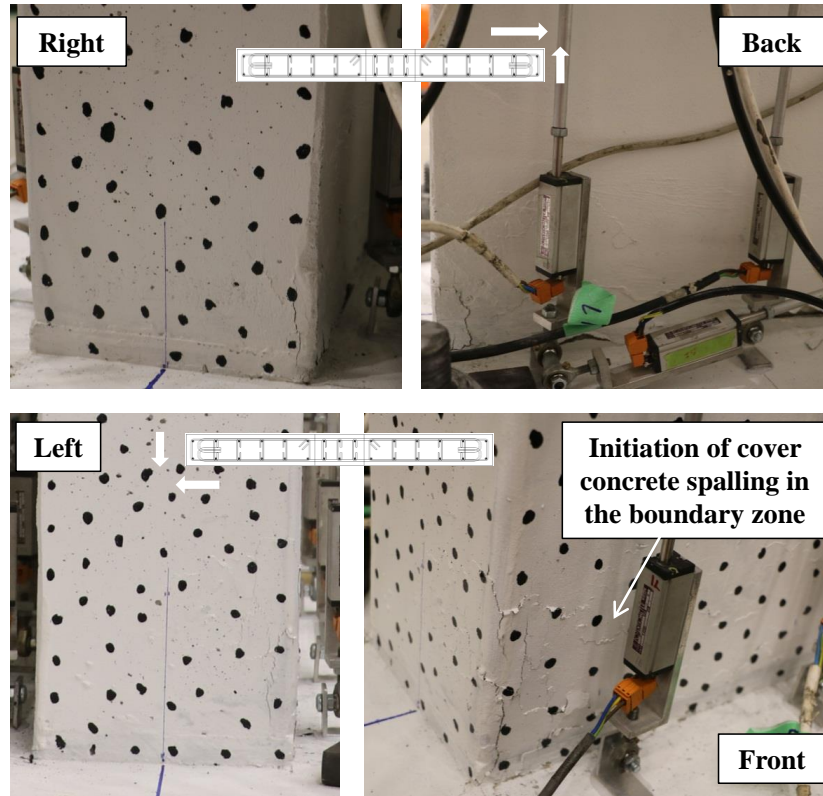 Right
Back
Left
Initiation of cover
concrete spalling in
the boundary zone
Front